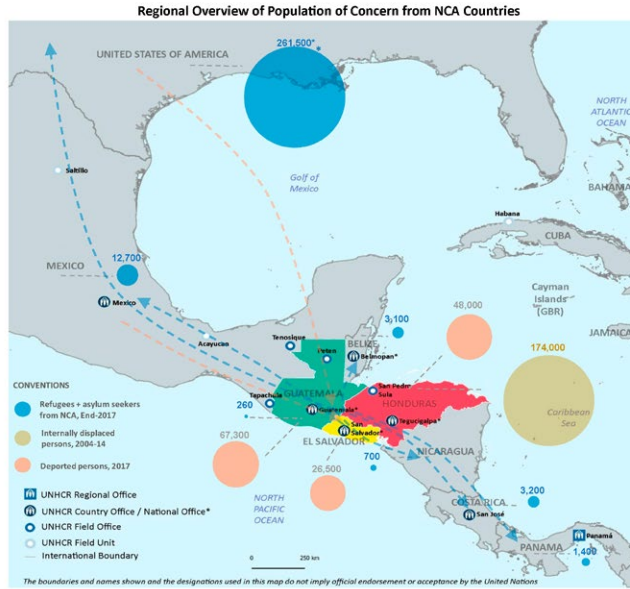 Regional Overview of Population of Concern from NCA Countries
261,500*
UNITED STATES OF AMERICA
NORTH
ATLANTIC
OCEAN
Gulf of
Mexico
Saltillo
BAHAMA
Habana
CUBA
12,700
MEXICO
Mexico
Cayman
Islands
(GBR)
3,100
48,000
JAMAICA
Acayucan
Tenosique
BELIZE
Belmopan*
174,000
Peten
CONVENTIONS
Refugees + asylum seekers
from NCA, End-2017
Internally displaced
persons, 2004-14
Deported persons, 2017
Tapachula
GUATEMALA
San Pedro
Sula
HONDURAS
260
Guatemala*
Tegucigalpa*
Caribbean
Sea
San
Salvador*
EL SALVADOR
67,300
26,500
700
NICARAGUA
NORTH
PACIFIC
OCEAN
3,200
COSTA RICA
San José
PANAMA
Panamá
1,400
UNHCR Regional Office
UNHCR Country Office / National Office*
UNHCR Field Office
UNHCR Field Unit
International Boundary
0
250 km
The boundaries and names shown and the designations used in this map do not imply official endorsement or acceptance by the United Nations